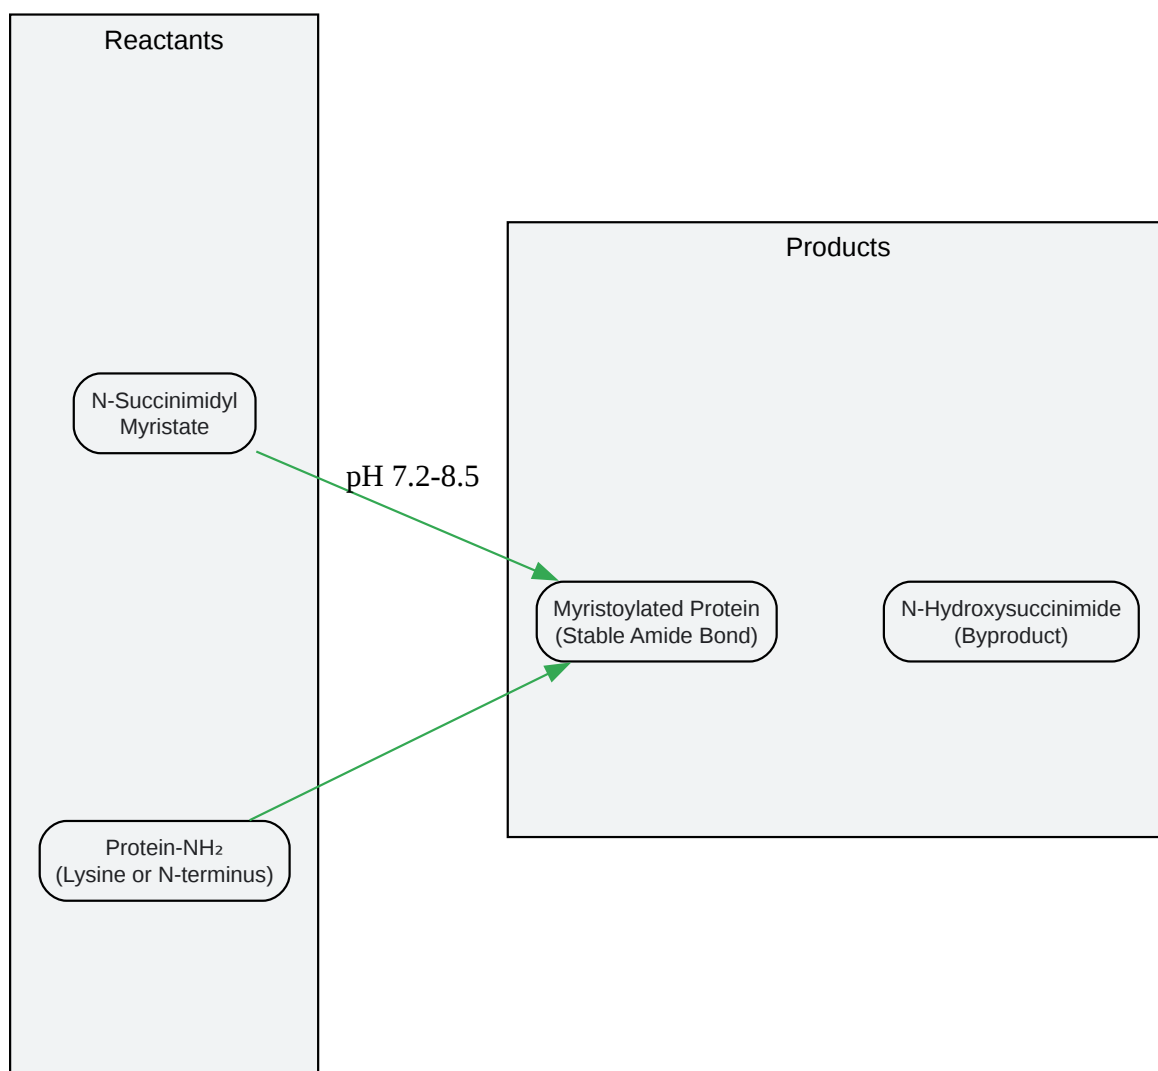 Reactants
N-Succinimidyl
Myristate
Protein-NH₂
(Lysine or N-terminus)
pH 7.2-8.5
Products
Myristoylated Protein
(Stable Amide Bond)
N-Hydroxysuccinimide
(Byproduct)